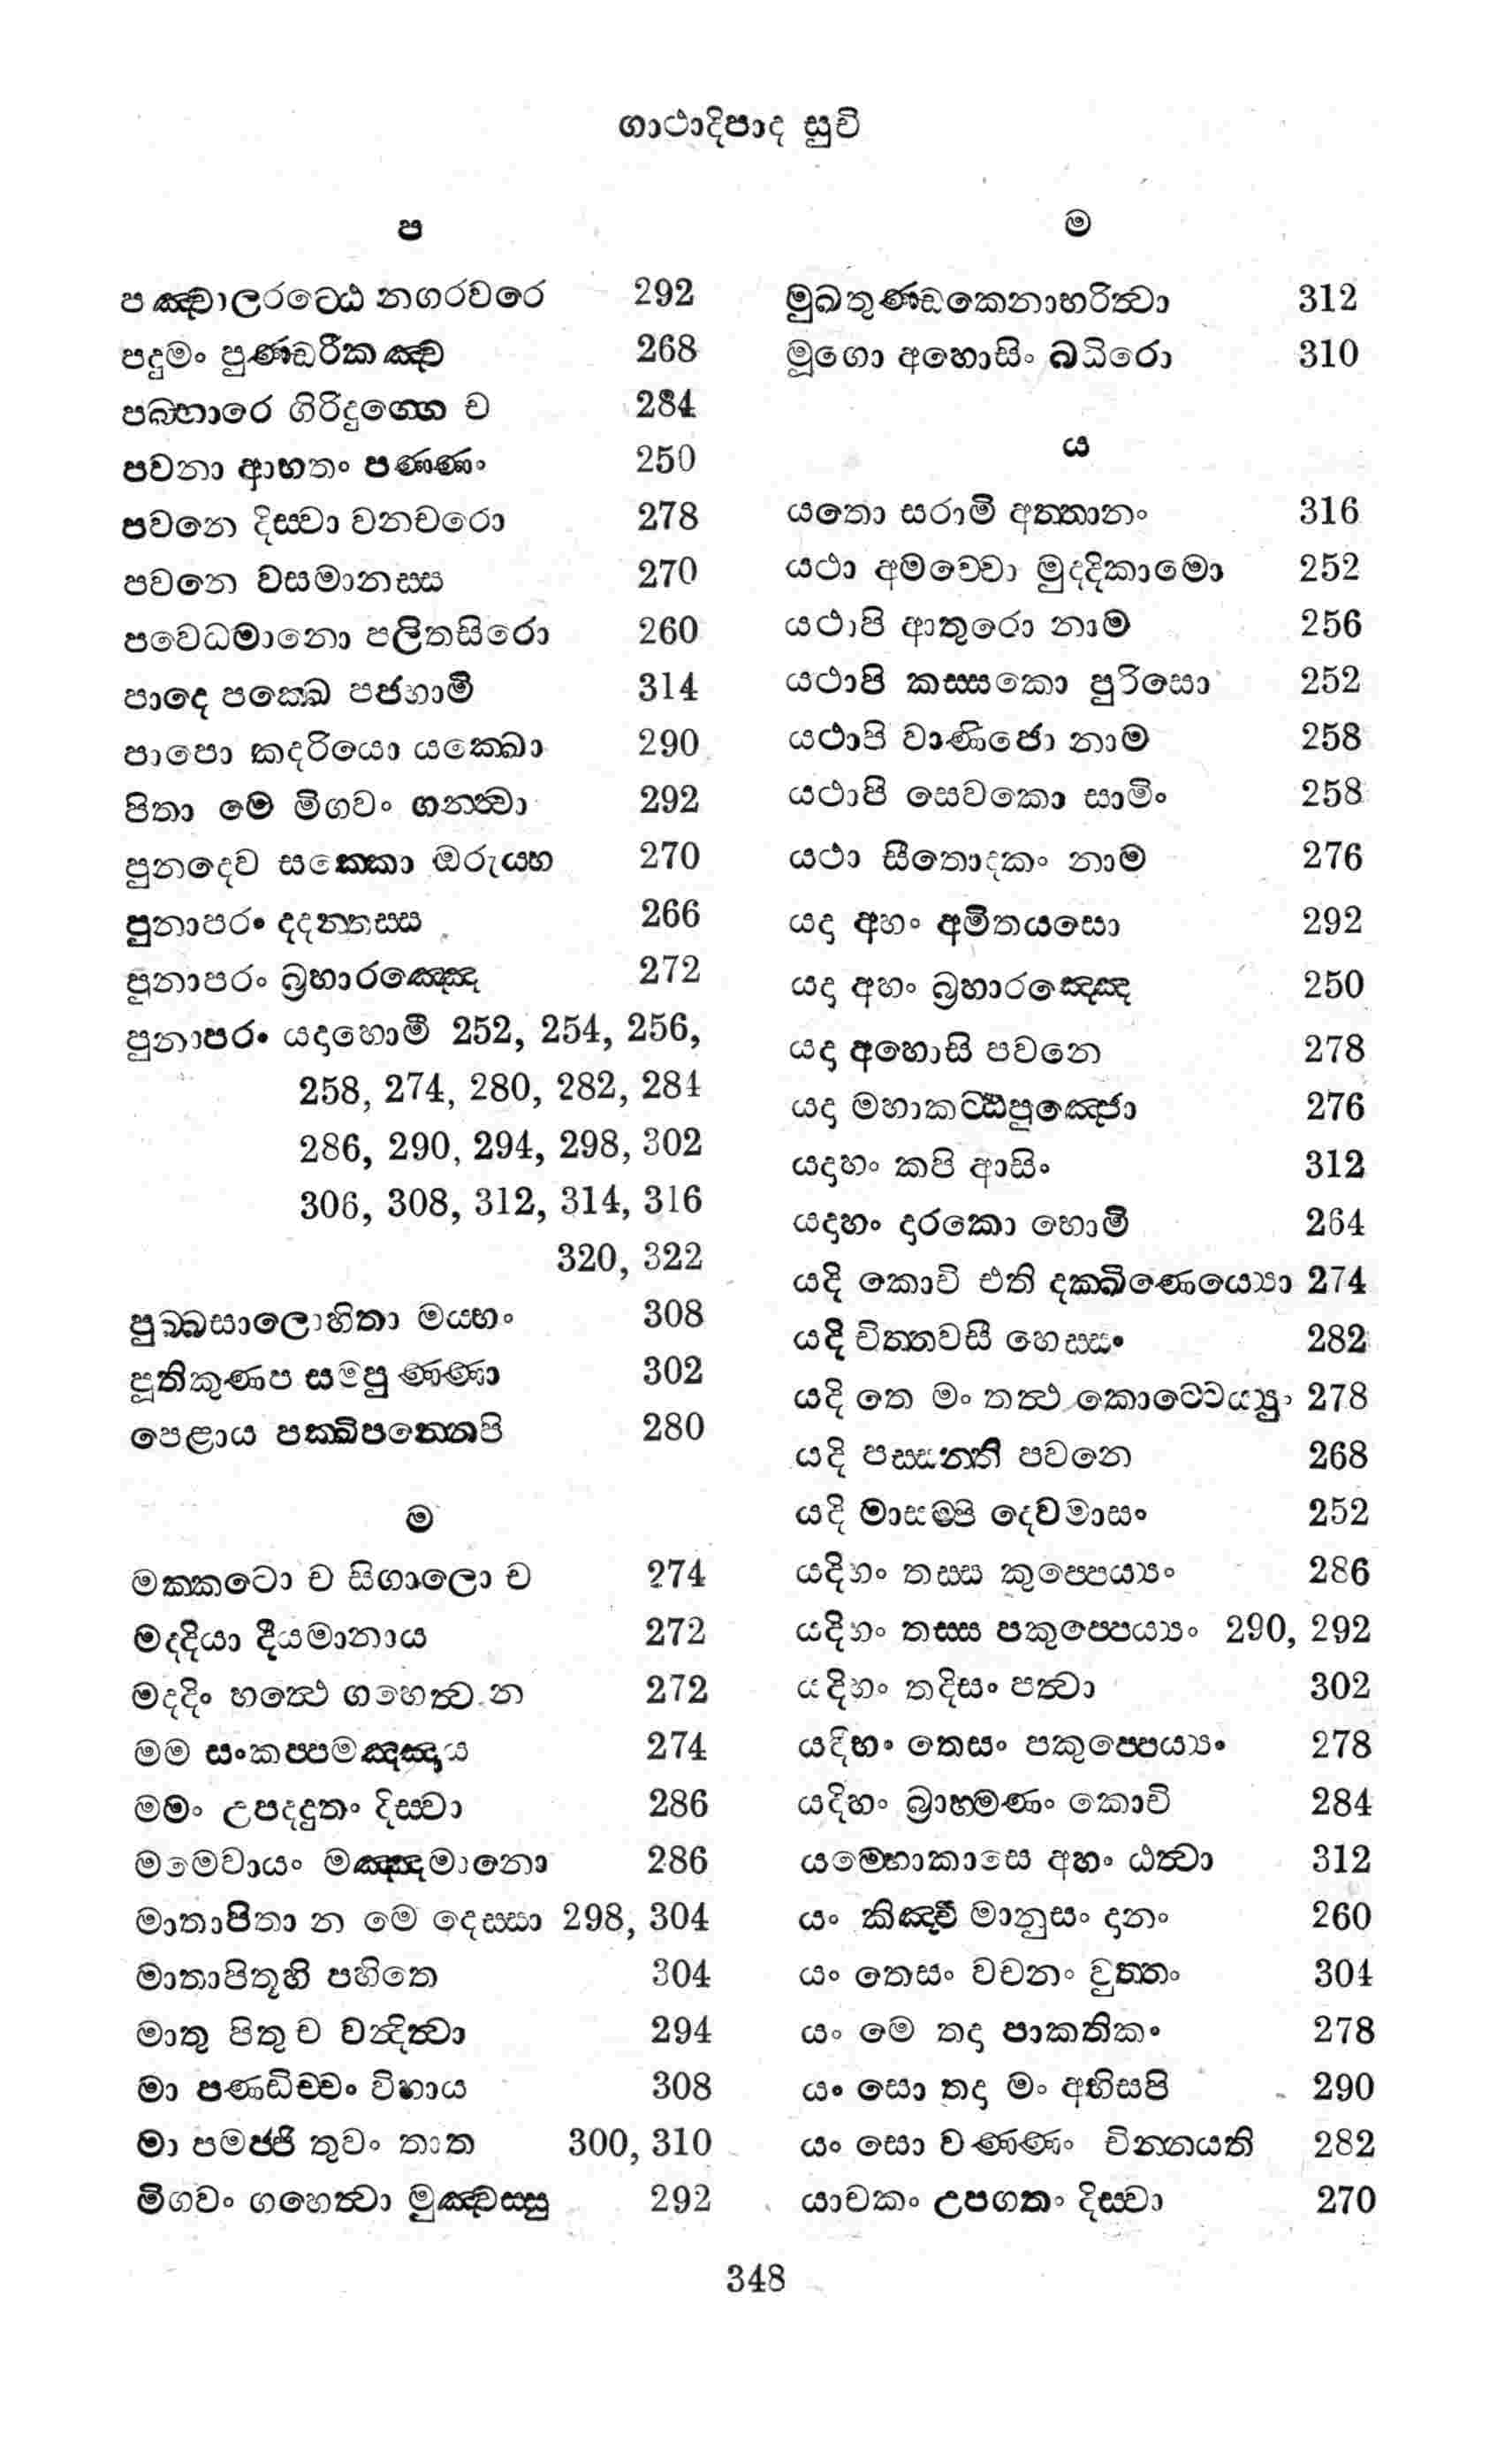 ගාථාදිපාද සූචි
ප
පඤ්චාලරට්ඨෙ නගරවරෙ 292
පදුමං පුණ්ඩරීකඤ්ච 268
පබ්භාරෙ ගිරිදුග්ගෙ ච 284
පවනා ආභතං පණ්ණං 250
පවනෙ දිස්වා වනචරො 278
පවනෙ වසමානස්ස 270
පවෙධමානො පලිතසිරො 260
පාදෙ පක්ඛෙ පජහාමි 314
පාපො කදරියො යක්ඛො 290
පිතා මෙ මිගවං ගන්ත්වා 292
පුනදෙව සක්කො ඔරුය්හ 270
පුනාපරං දදන්තස්ස 266
පුනාපරං බ්‍රහාරඤ්ඤෙ 272
පුනාපරං යදාහොමි 252, 254, 256,
258, 274, 280, 282, 284
286, 290, 294, 298, 302
306, 308, 312, 314, 316
320, 322
පුබ්බසාලොහිතා මය්හං 308
පූතිකුණප සම්පුණ්ණා 302
පෙළාය පක්ඛිපන්තෙපි 280
ම
මක්කටො ච සිගාලො ච 274
මද්දියා දීයමානාය 272
මද්දිං හත්ථෙ ගහෙත්වාන 272
මම සංකප්පමඤ්ඤාය 274
මමං උපද්දුතං දිස්වා 286
මමෙවායං මඤ්ඤමානො 286
මාතාපිතා න මෙ දෙස්සා 298, 304
මාතාපිතූහි පහිතෙ 304
මාතු පිතු ච වන්දිත්වා 294
මා පණ්ඩිච්චං විභාය 308
මා පමජ්ජි තුවං තාත 300, 310
මිගවං ගහෙත්වා මුඤ්චස්සු 292
ම
මුඛතුණ්ඩකෙනාභරිත්වා 312
මූගො අහොසිං බධිරො 310
ය
යතො සරාමි අත්තානං 316
යථා අමච්චො මුද්දිකාමො 252
යථාපි ආතුරො නාම 256
යථාපි කස්සකො පුරිසො 252
යථාපි වාණිජො නාම 258
යථාපි සෙවකො සාමිං 258
යථා සීතොදකං නාම 276
යදා අහං අමිතයසො 292
යදා අහං බ්‍රහාරඤ්ඤෙ 250
යදා අහොසි පවනෙ 278
යදා මහාකට්ඨපුඤ්ජො 276
යදාහං කපි ආසිං 312
යදාහං දාරකො හොමි 264
යදි කොචි එති දක්ඛිණෙය්‍යො 274
යදි චිත්තවසී හෙස්සං 282
යදි තෙ මං තත්ථ කොට්ටෙය්‍යුං 278
යදි පස්සන්ති පවනෙ 268
යදි මාසම්පි දෙවමාසං 252
යදිහං තස්ස කුප්පෙය්‍යං 286
යදිහං තස්ස පකුප්පෙය්‍යං 290, 292
යදිහං තදිසං පත්වා 302
යදිහං තෙසං පකුප්පෙය්‍යං 278
යදිහං බ්‍රාහ්මණං කොචි 284
යම්හොකාසෙ අහං ඨත්වා 312
යං කිඤ්චි මානුසං දානං 260
යං තෙසං වචනං වුත්තං 304
යං මෙ තදා පාකතිකං 278
යං සො තදා මං අභිසපි 290
යං සො වණ්ණං චින්තයති 282
යාචකං උපගතං දිස්වා 270
348